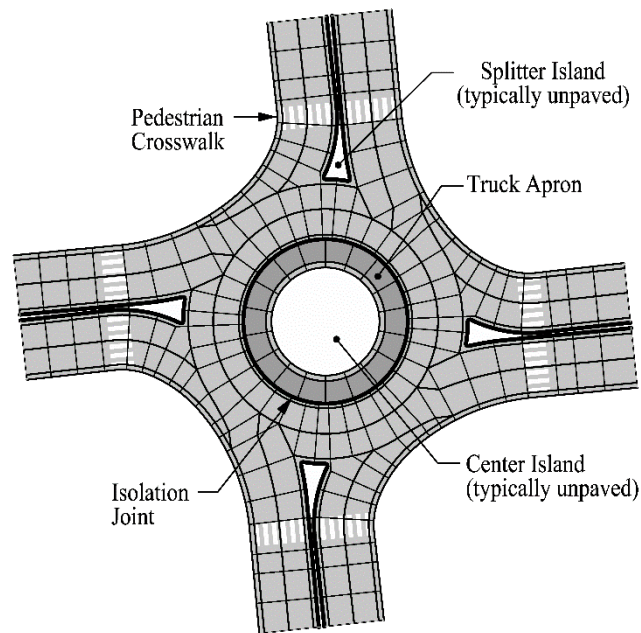 Splitter Island
(typically unpaved)
Pedestrian
Crosswalk
Truck Apron
Center Island
(typically unpaved)
Isolation
Joint